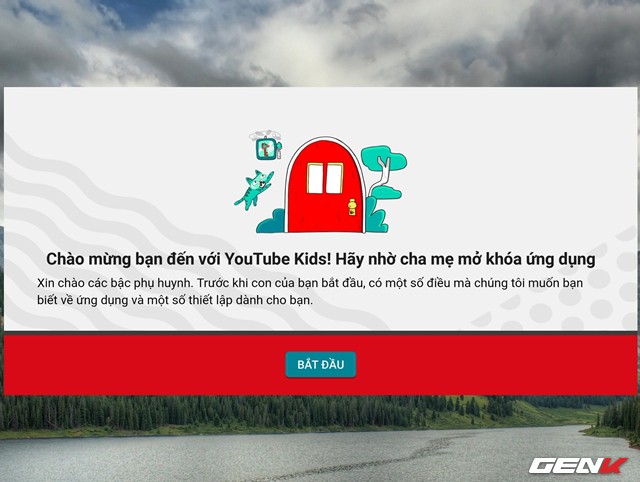 Chào mừng bạn đến với YouTube Kids! Hãy nhờ cha mẹ mở khóa ứng dụng
Xin chào các bậc phụ huynh. Trước khi con của bạn bắt đầu, có một số điều mà chúng tôi muốn bạn
biết về ứng dụng và một số thiết lập dành cho bạn.
BẮT ĐẦU
GENK